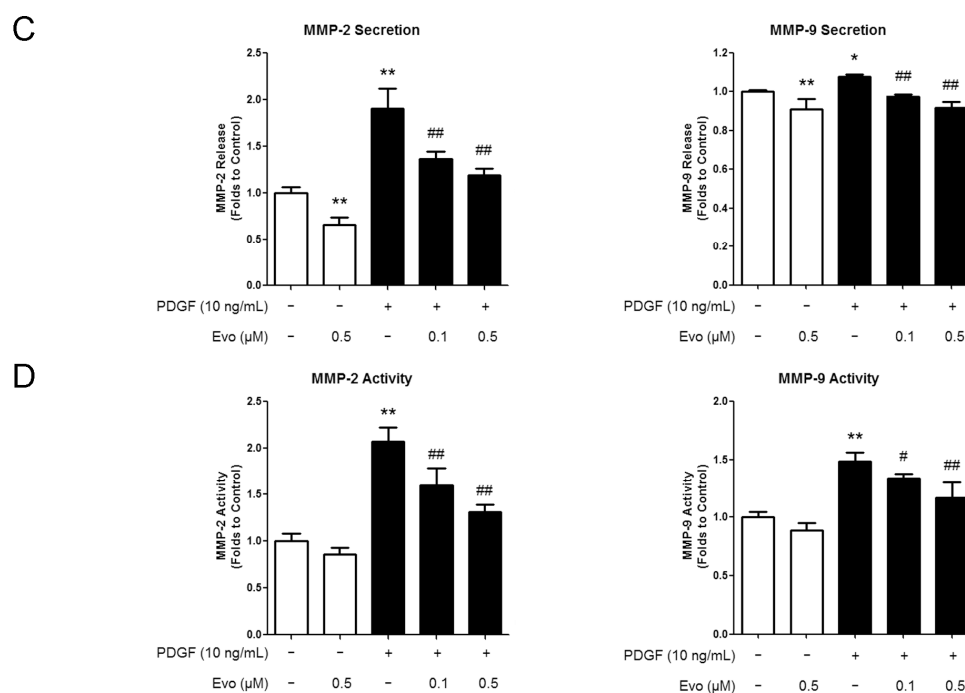 C
MMP-2 Secretion
MMP-2 Release
(Folds to Control)
2.5
2.0
1.5
1.0
0.5
0.0
**
**
##
##
PDGF (10 ng/mL) − − + + +
Evo (μM) − 0.5 − 0.1 0.5
MMP-9 Secretion
MMP-9 Release
(Folds to Control)
1.2
1.0
0.8
0.6
0.4
0.2
0.0
**
*
##
##
PDGF (10 ng/mL) − − + + +
Evo (μM) − 0.5 − 0.1 0.5
D
MMP-2 Activity
MMP-2 Activity
(Folds to Control)
2.5
2.0
1.5
1.0
0.5
0.0
**
##
##
PDGF (10 ng/mL) − − + + +
Evo (μM) − 0.5 − 0.1 0.5
MMP-9 Activity
MMP-9 Activity
(Folds to Control)
2.0
1.5
1.0
0.5
0.0
**
#
##
PDGF (10 ng/mL) − − + + +
Evo (μM) − 0.5 − 0.1 0.5